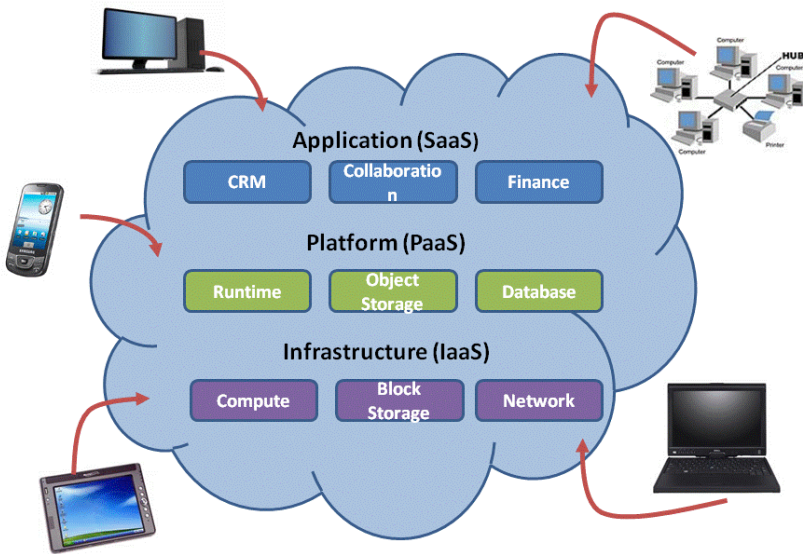 Computer
HUB
Computer
Computer
Computer
Printer
Application (SaaS)
CRM
Collaboratio
n
Finance
Platform (PaaS)
Runtime
Object
Storage
Database
Infrastructure (IaaS)
Compute
Block
Storage
Network
SAMSUNG